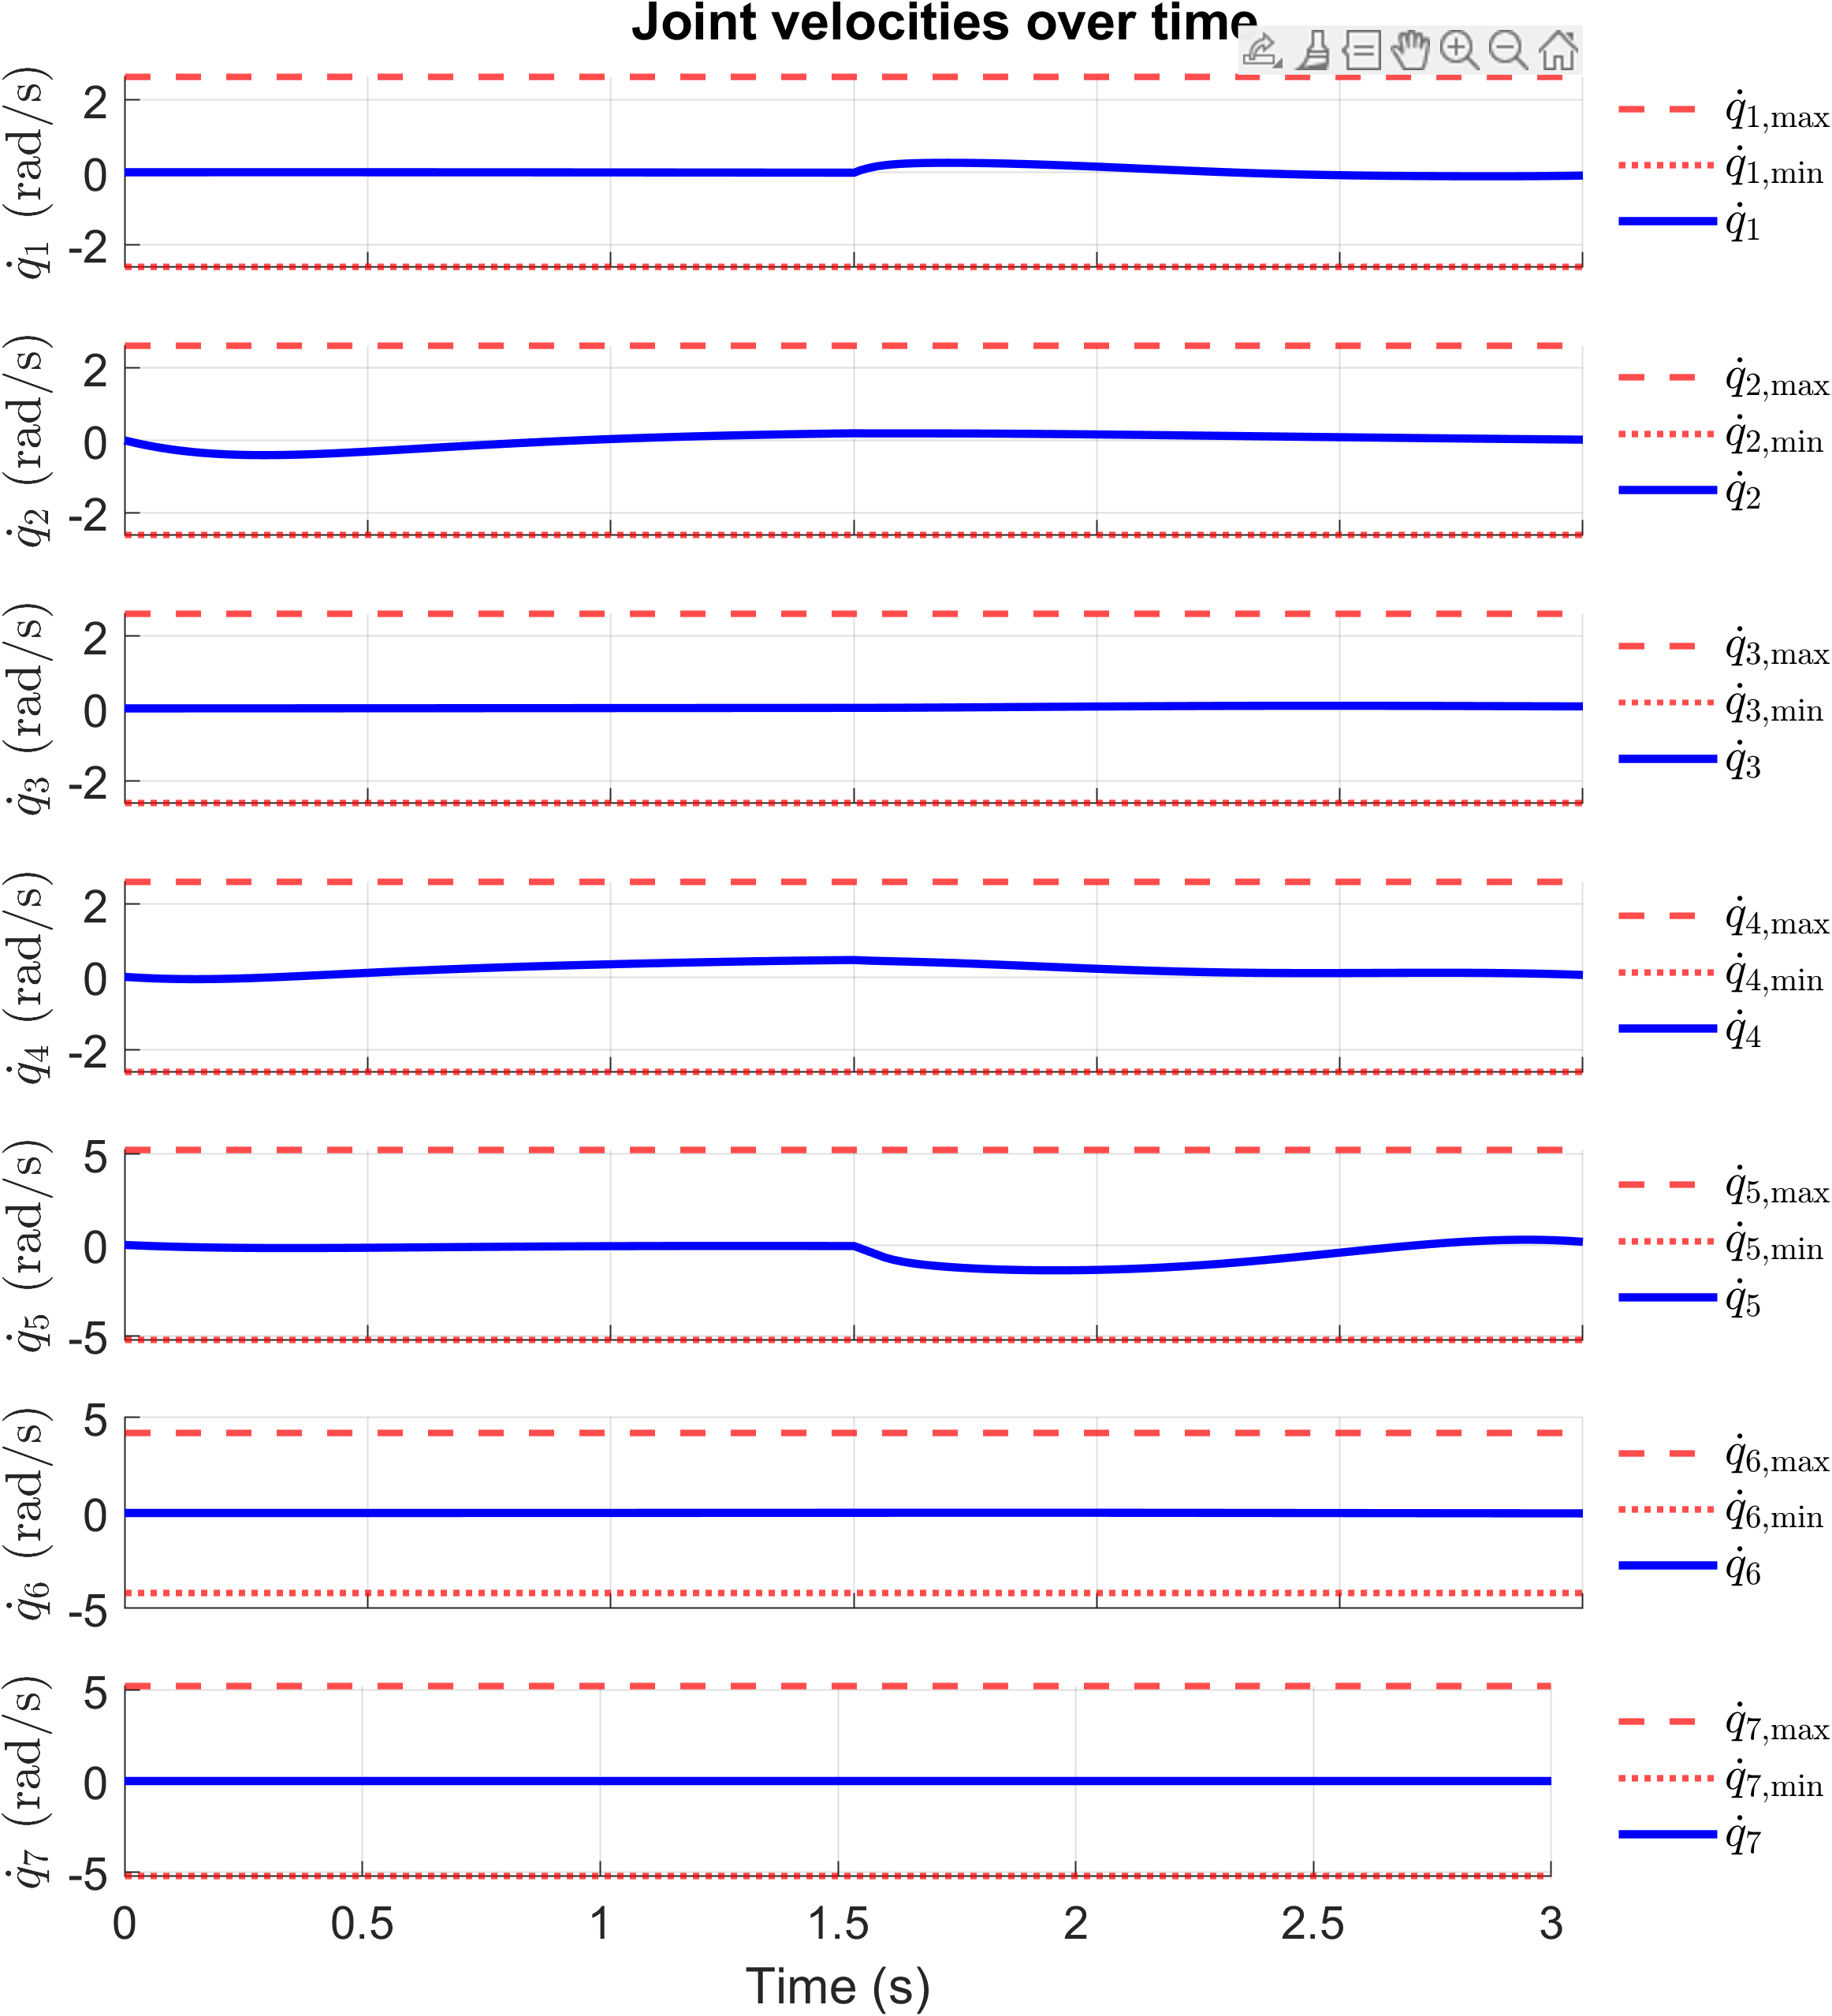 Joint velocities over time
q̇1 (rad/s)
2
0
-2
q̇1,max
q̇1,min
q̇1
q̇2 (rad/s)
2
0
-2
q̇2,max
q̇2,min
q̇2
q̇3 (rad/s)
2
0
-2
q̇3,max
q̇3,min
q̇3
q̇4 (rad/s)
2
0
-2
q̇4,max
q̇4,min
q̇4
q̇5 (rad/s)
5
0
-5
q̇5,max
q̇5,min
q̇5
q̇6 (rad/s)
5
0
-5
q̇6,max
q̇6,min
q̇6
q̇7 (rad/s)
5
0
-5
q̇7,max
q̇7,min
q̇7
0 0.5 1 1.5 2 2.5 3
Time (s)